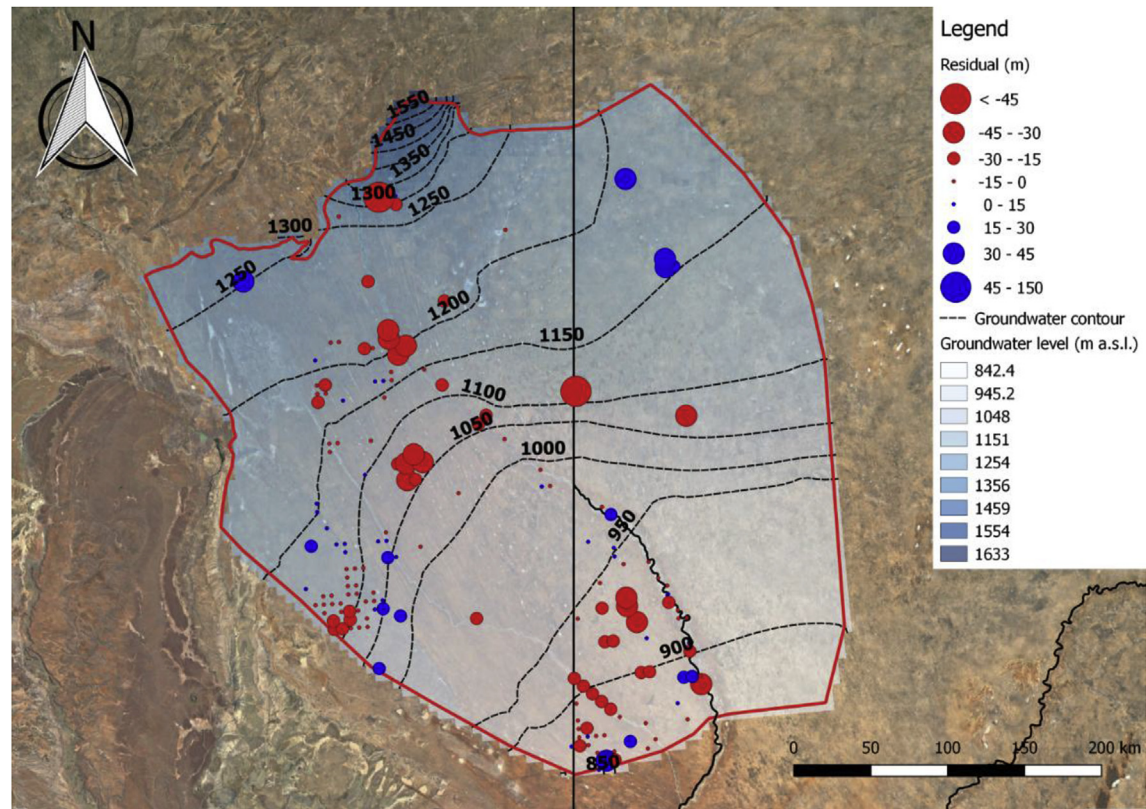 N
1550
1450
1350
1300
1250
1300
1250
1200
1150
1100
1050
1000
950
900
850
Legend
Residual (m)
< -45
-45 - -30
-30 - -15
-15 - 0
0 - 15
15 - 30
30 - 45
45 - 150
Groundwater contour
Groundwater level (m a.s.l.)
842.4
945.2
1048
1151
1254
1356
1459
1554
1633
0 50 100 150 200 km